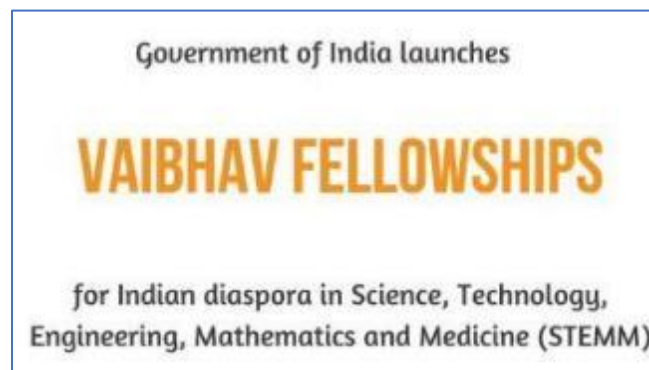 Government of India launches
VAIBHAV FELLOWSHIPS
for Indian diaspora in Science, Technology,
Engineering, Mathematics and Medicine (STEMM)